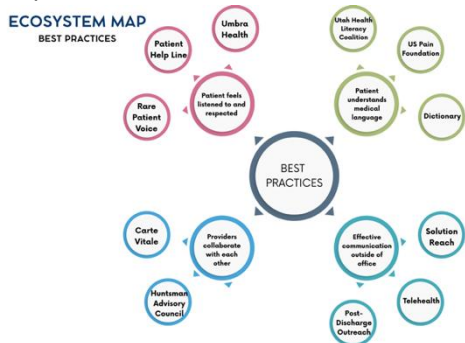 ECOSYSTEM MAP
BEST PRACTICES
Patient
Help Line
Umbra
Health
Rare
Patient
Voice
Patient feels
listened to and
respected
Utah Health
Literacy
Coalition
US Pain
Foundation
Patient
understands
medical
language
Dictionary
BEST
PRACTICES
Carte
Vitale
Providers
collaborate
with each
other
Huntsman
Advisory
Council
Effective
communication
outside of
office
Solution
Reach
Telehealth
Post-
Discharge
Outreach